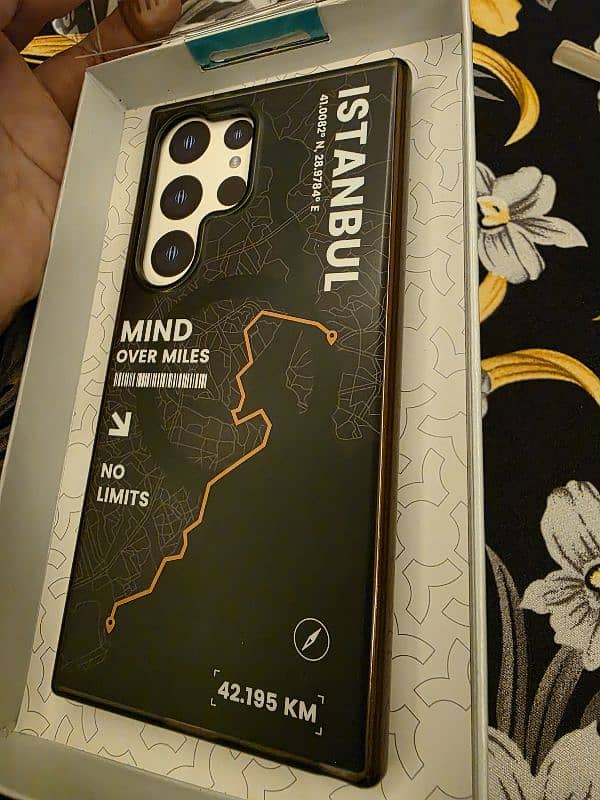 ISTANBUL
41.0082° N, 28.9784° E
MIND
OVER MILES
NO
LIMITS
42.195 KM